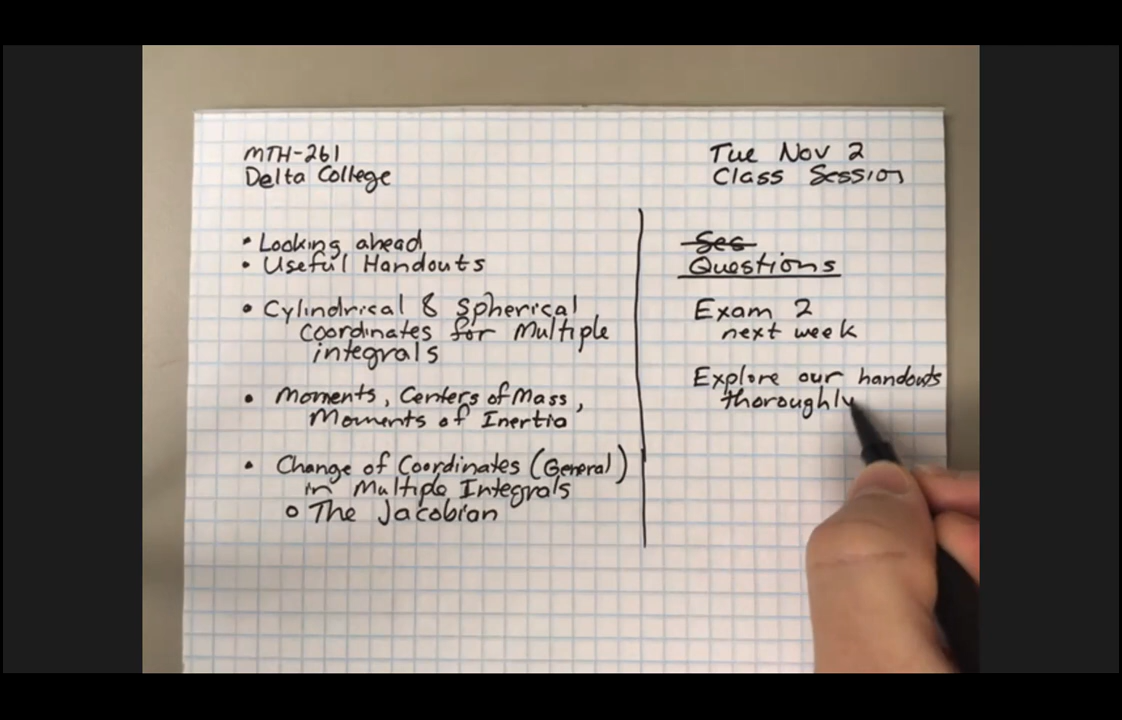 MTH-261
Delta College
Tue Nov 2
Class Session
• Looking ahead
• Useful Handouts
• Cylindrical & Spherical
Coordinates for Multiple
integrals
• Moments, Centers of Mass,
Moments of Inertia
• Change of Coordinates (General)
in Multiple Integrals
o The Jacobian
Ses
Questions
Exam 2
next week
Explore our handouts
thoroughly